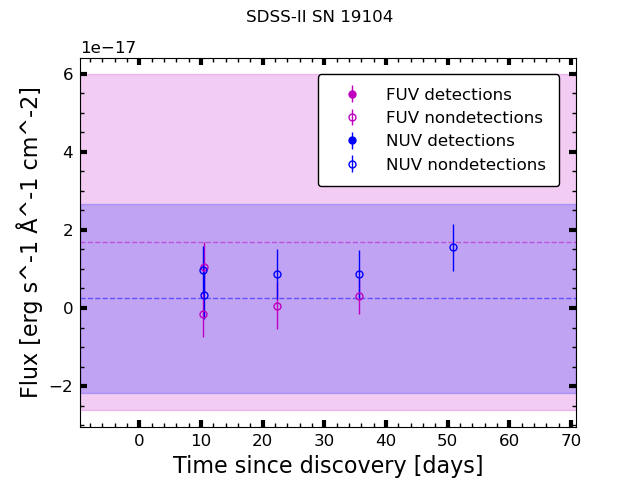 SDSS-II SN 19104
1e−17
6
4
2
0
−2
Flux [erg s^-1 Å^-1 cm^-2]
FUV detections
FUV nondetections
NUV detections
NUV nondetections
0 10 20 30 40 50 60 70
Time since discovery [days]